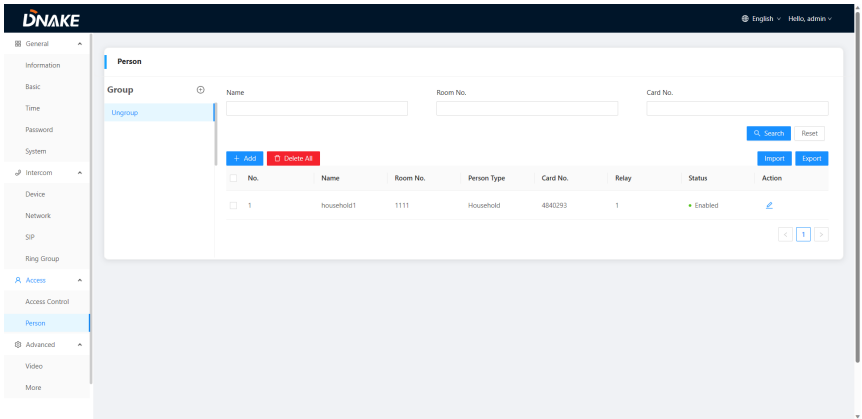 DNAKE
English
Hello, admin
General
Information
Basic
Time
Password
System
Intercom
Device
Network
SIP
Ring Group
Access
Access Control
Person
Advanced
Video
More
Person
Group
Ungroup
Name
Room No.
Card No.
Search
Reset
+ Add
Delete All
Import
Export
No. Name Room No. Person Type Card No. Relay Status Action
1 household1 1111 Household 4840293 1 Enabled
< 1 >